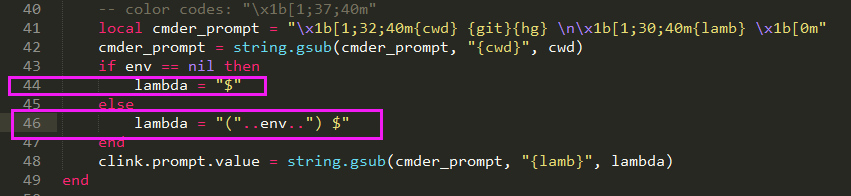 40 -- color codes: "\x1b[1;37;40m"
41 local cmder_prompt = "\x1b[1;32;40m{cwd} {git}{hg} \n\x1b[1;30;40m{lamb} \x1b[0m"
42 cmder_prompt = string.gsub(cmder_prompt, "{cwd}", cwd)
43 if env == nil then
44 lambda = "$"
45 else
46 lambda = "("..env..") $"
47 end
48 clink.prompt.value = string.gsub(cmder_prompt, "{lamb}", lambda)
49 end